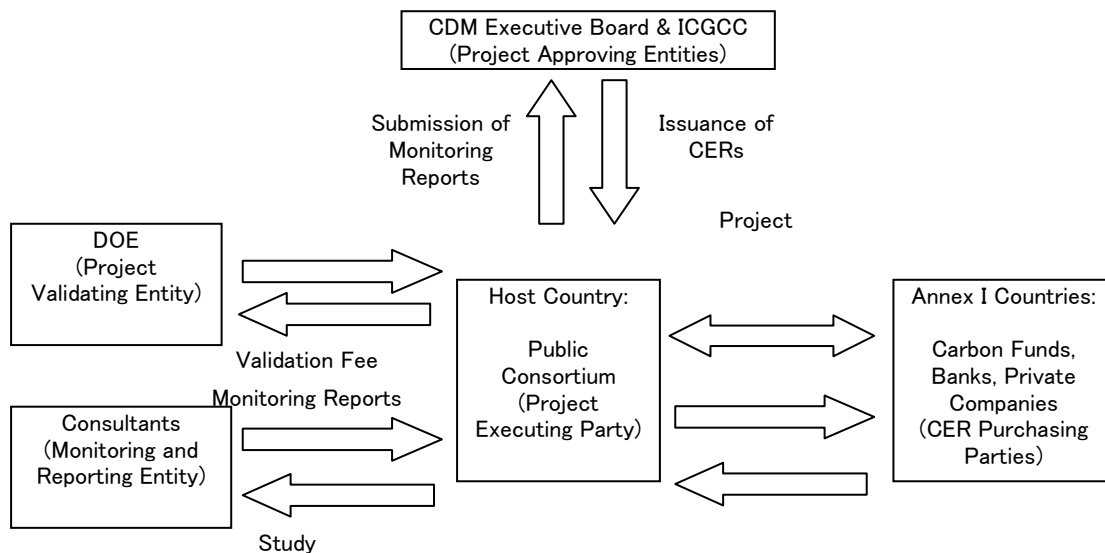 CDM Executive Board & ICGCC
(Project Approving Entities)
Submission of
Monitoring
Reports
Issuance of
CERs
Project
DOE
(Project
Validating Entity)
Validation Fee
Monitoring Reports
Consultants
(Monitoring and
Reporting Entity)
Study
Host Country:
Public
Consortium
(Project
Executing Party)
Annex I Countries:
Carbon Funds,
Banks, Private
Companies
(CER Purchasing
Parties)